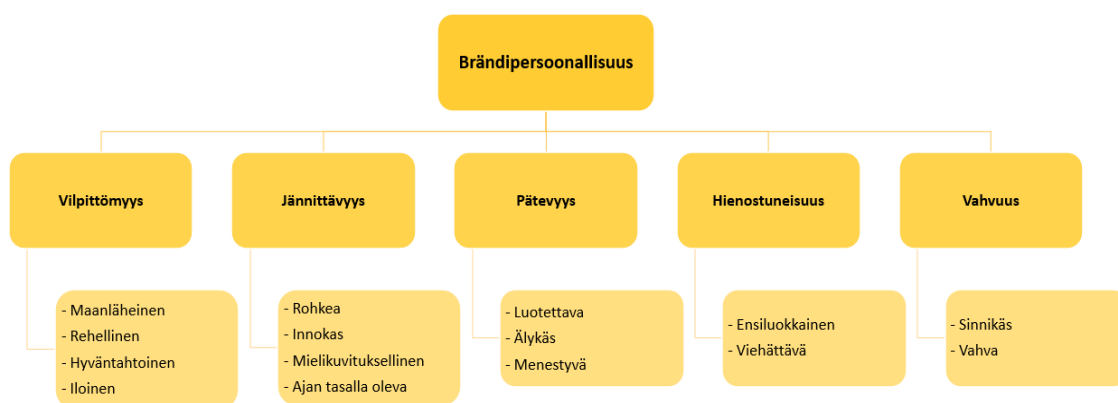 Brändipersoonallisuus
Vilpittömyys
Jännittävyys
Pätevyys
Hienostuneisuus
Vahvuus
- Maanläheinen
- Rehellinen
- Hyväntahtoinen
- Iloinen
- Rohkea
- Innokas
- Mielikuvituksellinen
- Ajan tasalla oleva
- Luotettava
- Älykäs
- Menestyvä
- Ensiluokkainen
- Viehättävä
- Sinnikäs
- Vahva